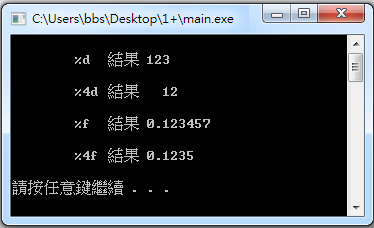 C:\Users\bbs\Desktop\1+\main.exe
%d 結果 123
%4d 結果   12
%f 結果 0.123457
%4f 結果 0.1235
請按任意鍵繼續 . . .